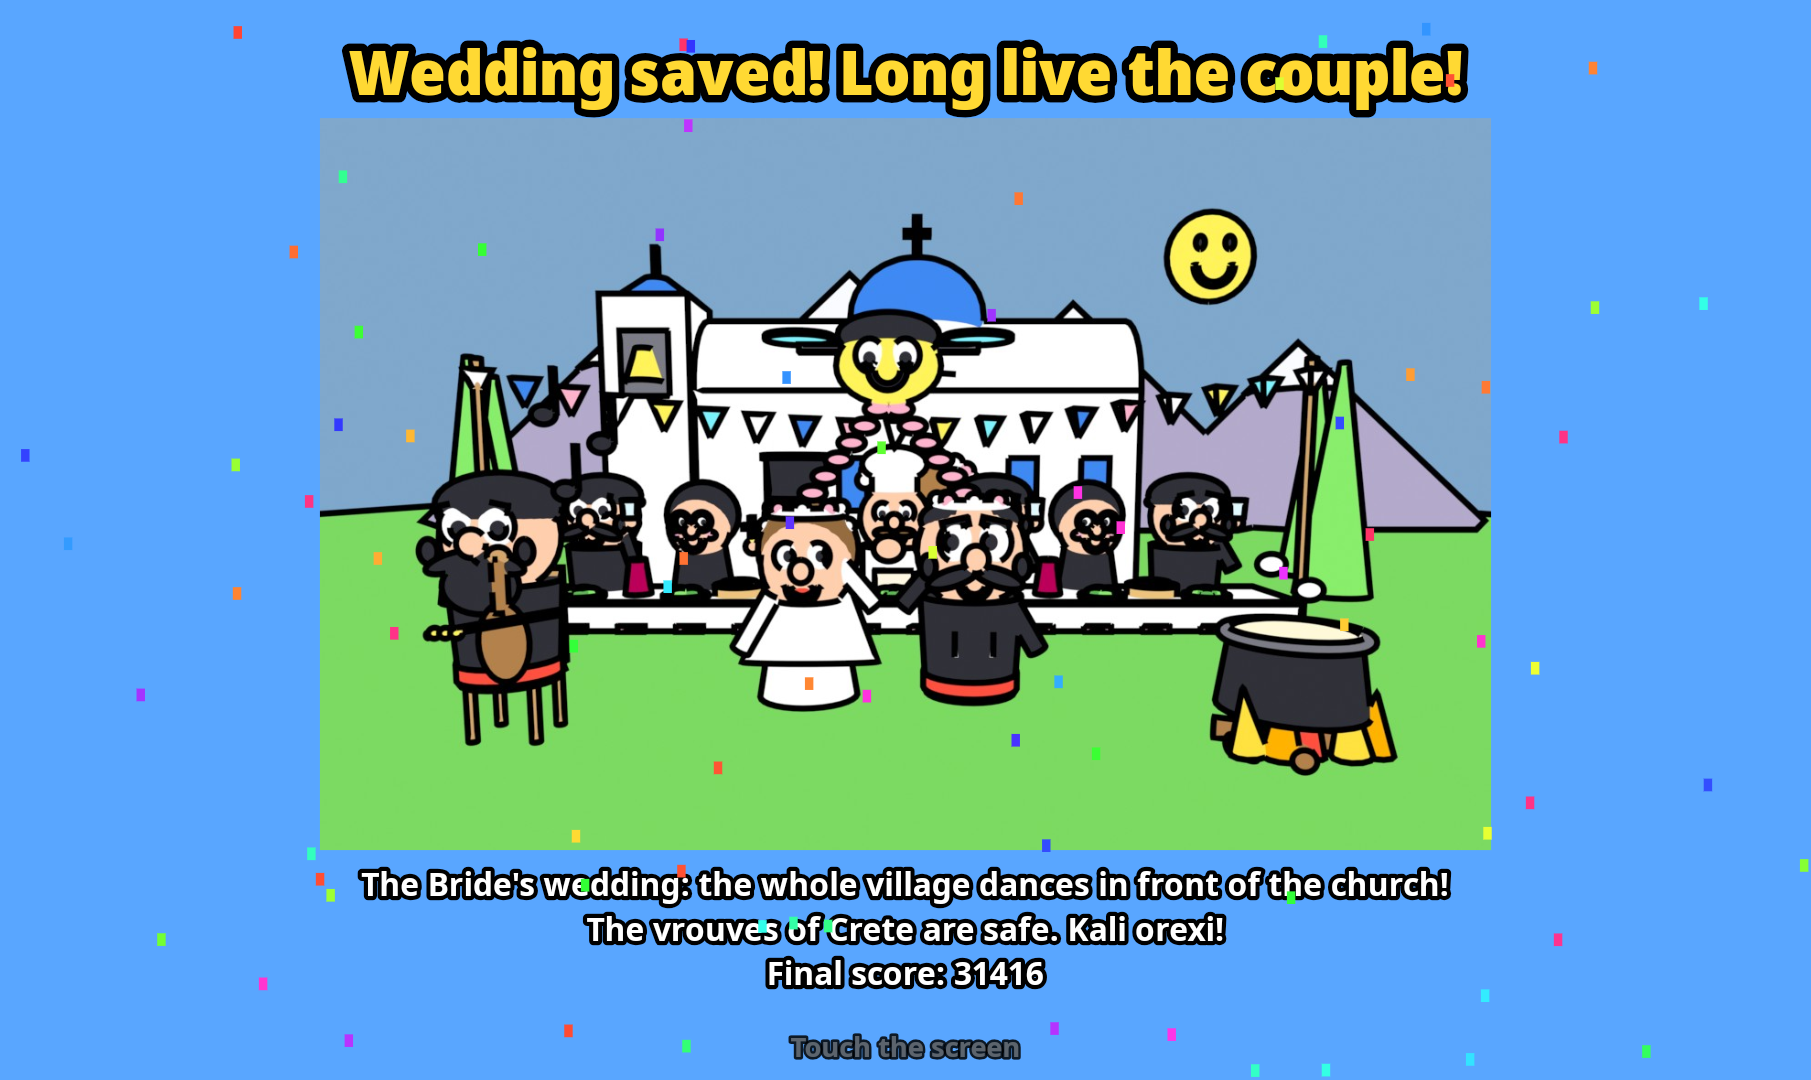 Wedding saved! Long live the couple!
The Bride's wedding: the whole village dances in front of the church!
The vrouves of Crete are safe. Kali orexi!
Final score: 31416
Touch the screen